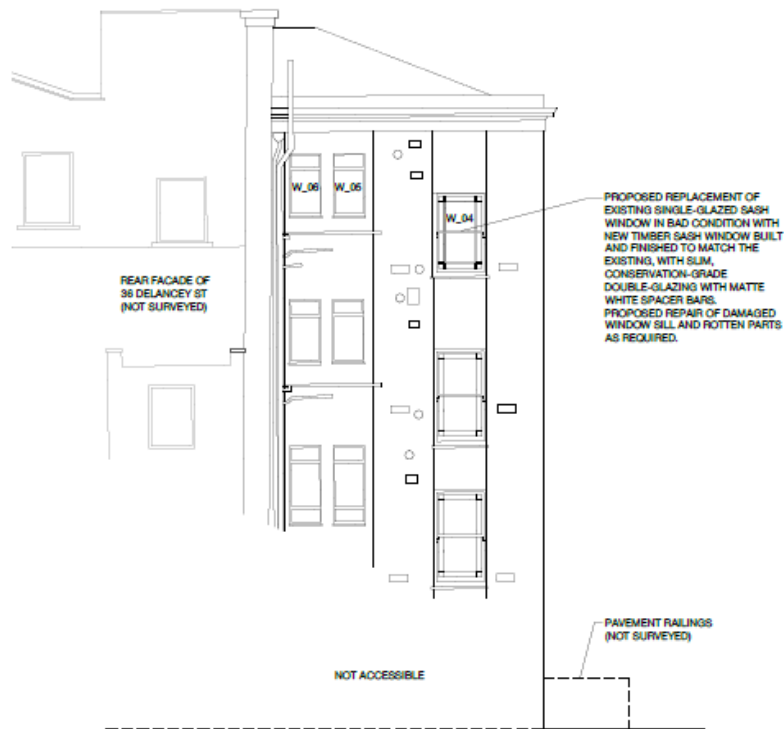 W_06
W_05
W_04
PROPOSED REPLACEMENT OF
EXISTING SINGLE-GLAZED SASH
WINDOW IN BAD CONDITION WITH
NEW TIMBER SASH WINDOW BUILT
AND FINISHED TO MATCH THE
EXISTING, WITH SLIM,
CONSERVATION-GRADE
DOUBLE-GLAZING WITH MATTE
WHITE SPACER BARS.
PROPOSED REPAIR OF DAMAGED
WINDOW SILL AND ROTTEN PARTS
AS REQUIRED.
REAR FACADE OF
36 DELANCEY ST
(NOT SURVEYED)
PAVEMENT RAILINGS
(NOT SURVEYED)
NOT ACCESSIBLE